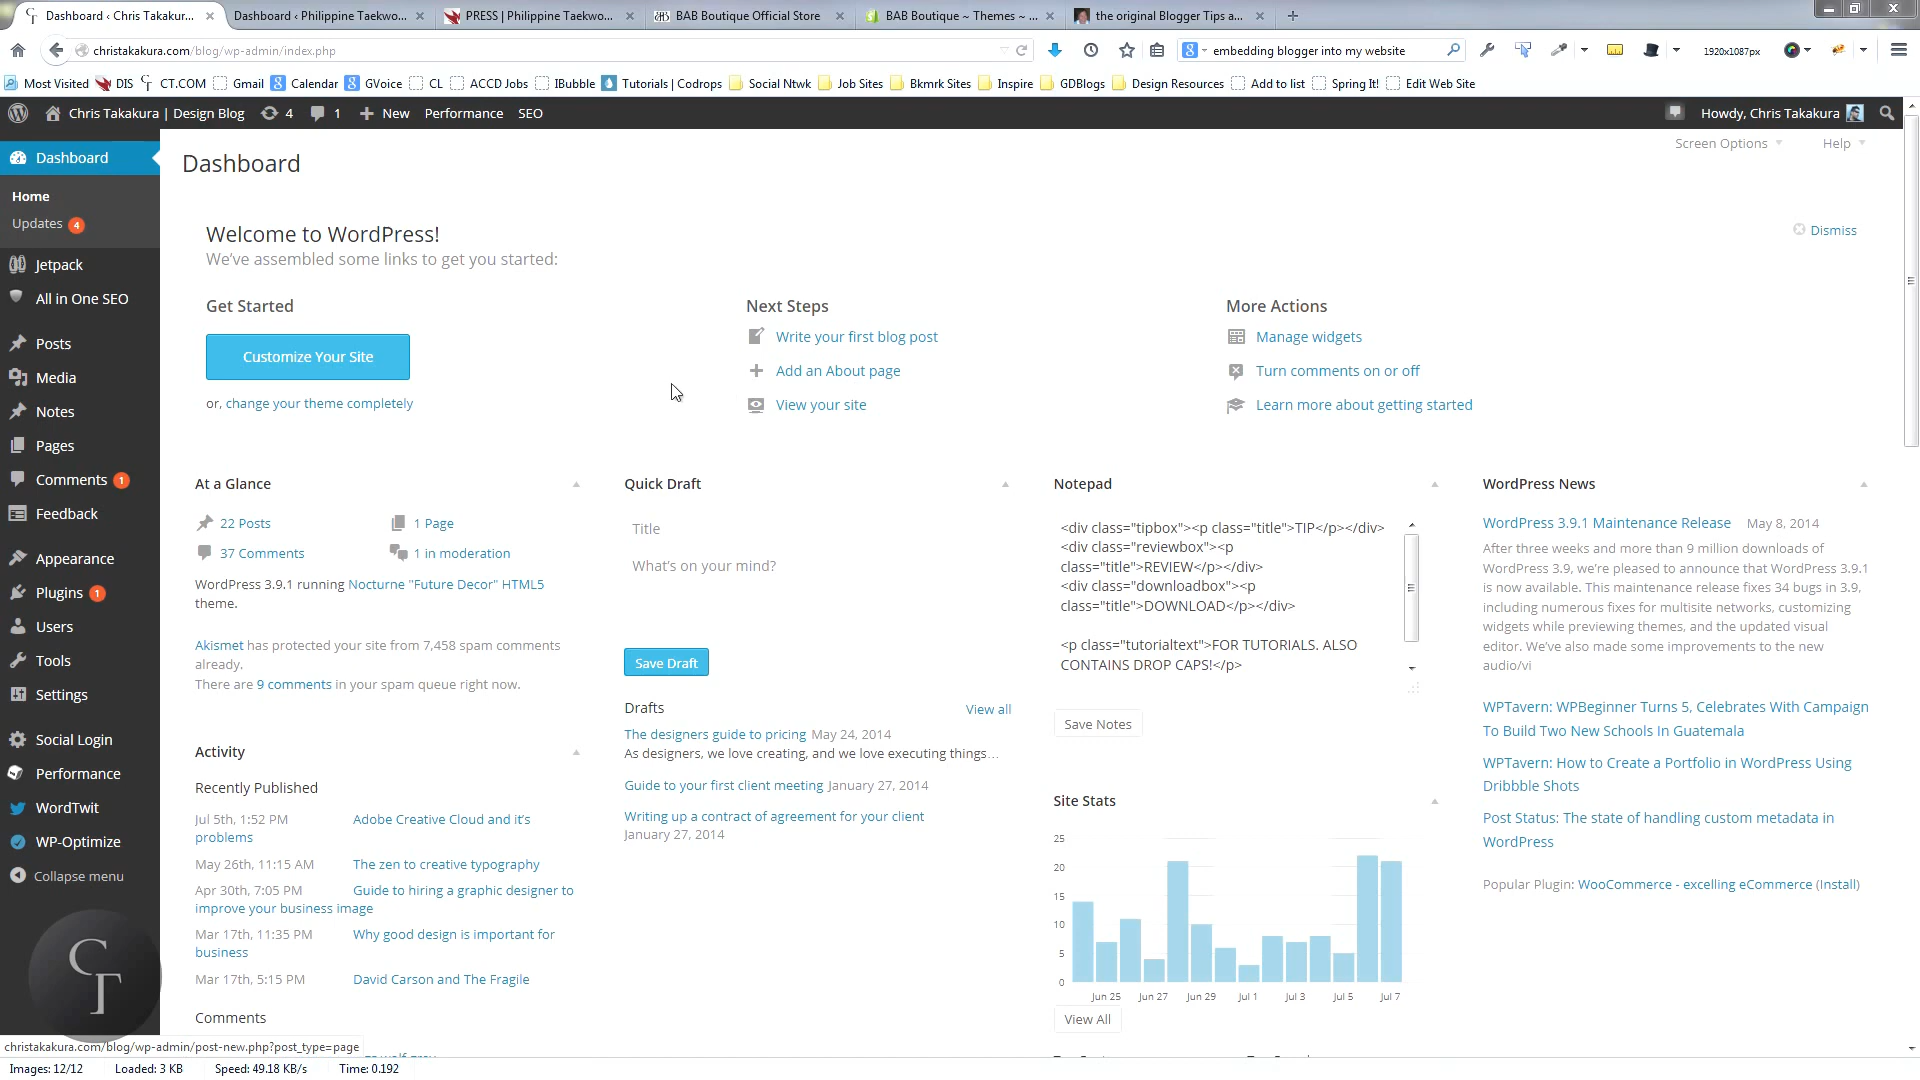 Dashboard ‹ Chris Takakur...
Dashboard ‹ Philippine Taekwo...
PRESS | Philippine Taekwo...
BAB Boutique Official Store
BAB Boutique ~ Themes ~ ...
the original Blogger Tips a...
christakakura.com/blog/wp-admin/index.php
embedding blogger into my website
1920x1087px
Most Visited DIS CT.COM Gmail Calendar GVoice CL ACCD Jobs IBubble Tutorials | Codrops Social Ntwk Job Sites Bkmrk Sites Inspire GDBlogs Design Resources Add to list Spring It! Edit Web Site
Chris Takakura | Design Blog 4 1 New Performance SEO Howdy, Chris Takakura
Screen Options Help
Dashboard
Home
Updates 4
Jetpack
All in One SEO
Posts
Media
Notes
Pages
Comments 1
Feedback
Appearance
Plugins 1
Users
Tools
Settings
Social Login
Performance
WordTwit
WP-Optimize
Collapse menu
CT
Dashboard
Welcome to WordPress!
We've assembled some links to get you started:
Dismiss
Get Started
Customize Your Site
or, change your theme completely
Next Steps
Write your first blog post
Add an About page
View your site
More Actions
Manage widgets
Turn comments on or off
Learn more about getting started
At a Glance
22 Posts 1 Page
37 Comments 1 in moderation
WordPress 3.9.1 running Nocturne "Future Decor" HTML5
theme.
Akismet has protected your site from 7,458 spam comments
already.
There are 9 comments in your spam queue right now.
Activity
Recently Published
Jul 5th, 1:52 PM Adobe Creative Cloud and it's
problems
May 26th, 11:15 AM The zen to creative typography
Apr 30th, 7:05 PM Guide to hiring a graphic designer to
improve your business image
Mar 17th, 11:35 PM Why good design is important for
business
Mar 17th, 5:15 PM David Carson and The Fragile
Comments
Quick Draft
Title
What's on your mind?
Save Draft
Drafts View all
The designers guide to pricing May 24, 2014
As designers, we love creating, and we love executing things…
Guide to your first client meeting January 27, 2014
Writing up a contract of agreement for your client
January 27, 2014
Notepad
<div class="tipbox"><p class="title">TIP</p></div>
<div class="reviewbox"><p
class="title">REVIEW</p></div>
<div class="downloadbox"><p
class="title">DOWNLOAD</p></div>
<p class="tutorialtext">FOR TUTORIALS. ALSO
CONTAINS DROP CAPS!</p>
Save Notes
Site Stats
25
20
15
10
5
0
Jun 25 Jun 27 Jun 29 Jul 1 Jul 3 Jul 5 Jul 7
View All
WordPress News
WordPress 3.9.1 Maintenance Release May 8, 2014
After three weeks and more than 9 million downloads of
WordPress 3.9, we're pleased to announce that WordPress 3.9.1
is now available. This maintenance release fixes 34 bugs in 3.9,
including numerous fixes for multisite networks, customizing
widgets while previewing themes, and the updated visual
editor. We've also made some improvements to the new
audio/vi
WPTavern: WPBeginner Turns 5, Celebrates With Campaign
To Build Two New Schools In Guatemala
WPTavern: How to Create a Portfolio in WordPress Using
Dribbble Shots
Post Status: The state of handling custom metadata in
WordPress
Popular Plugin: WooCommerce - excelling eCommerce (Install)
christakakura.com/blog/wp-admin/post-new.php?post_type=page
Images: 12/12 Loaded: 3 KB Speed: 49.18 KB/s Time: 0.192